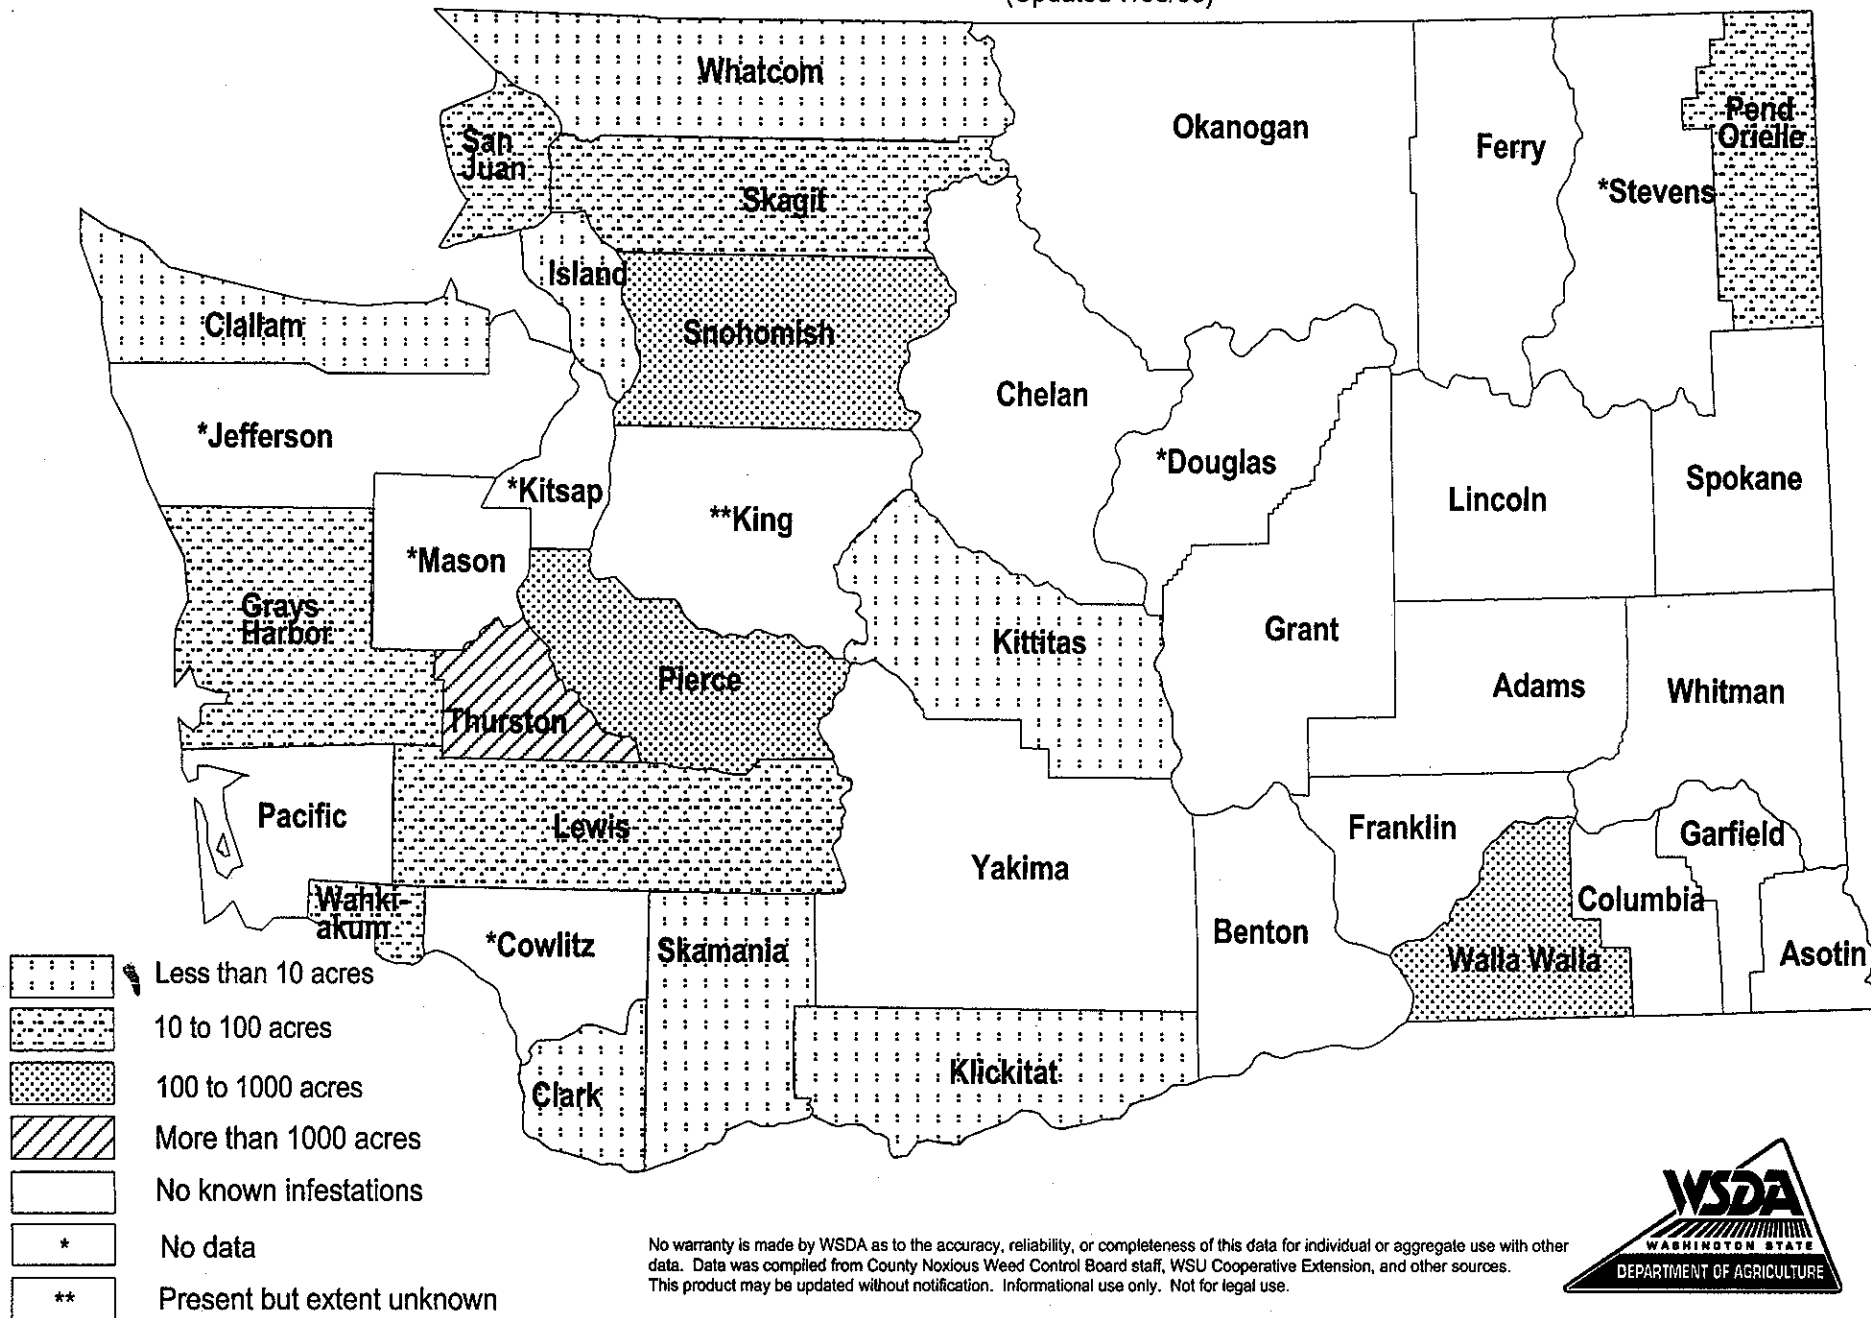 Whatcom
Okanogan
Ferry
*Stevens
Pend
Orielle
San
Juan
Skagit
Island
Snohomish
Clallam
Chelan
*Jefferson
*Kitsap
**King
*Douglas
Lincoln
Spokane
*Mason
Grays
Harbor
Kittitas
Grant
Pierce
Thurston
Adams
Whitman
Pacific
Lewis
Yakima
Franklin
Garfield
Wahki-
akum
*Cowlitz
Skamania
Benton
Columbia
Walla Walla
Asotin
Clark
Klickitat
Less than 10 acres
10 to 100 acres
100 to 1000 acres
More than 1000 acres
No known infestations
* No data
** Present but extent unknown
No warranty is made by WSDA as to the accuracy, reliability, or completeness of this data for individual or aggregate use with other
data. Data was compiled from County Noxious Weed Control Board staff, WSU Cooperative Extension, and other sources.
This product may be updated without notification. Informational use only. Not for legal use.
WSDA
WASHINGTON STATE
DEPARTMENT OF AGRICULTURE